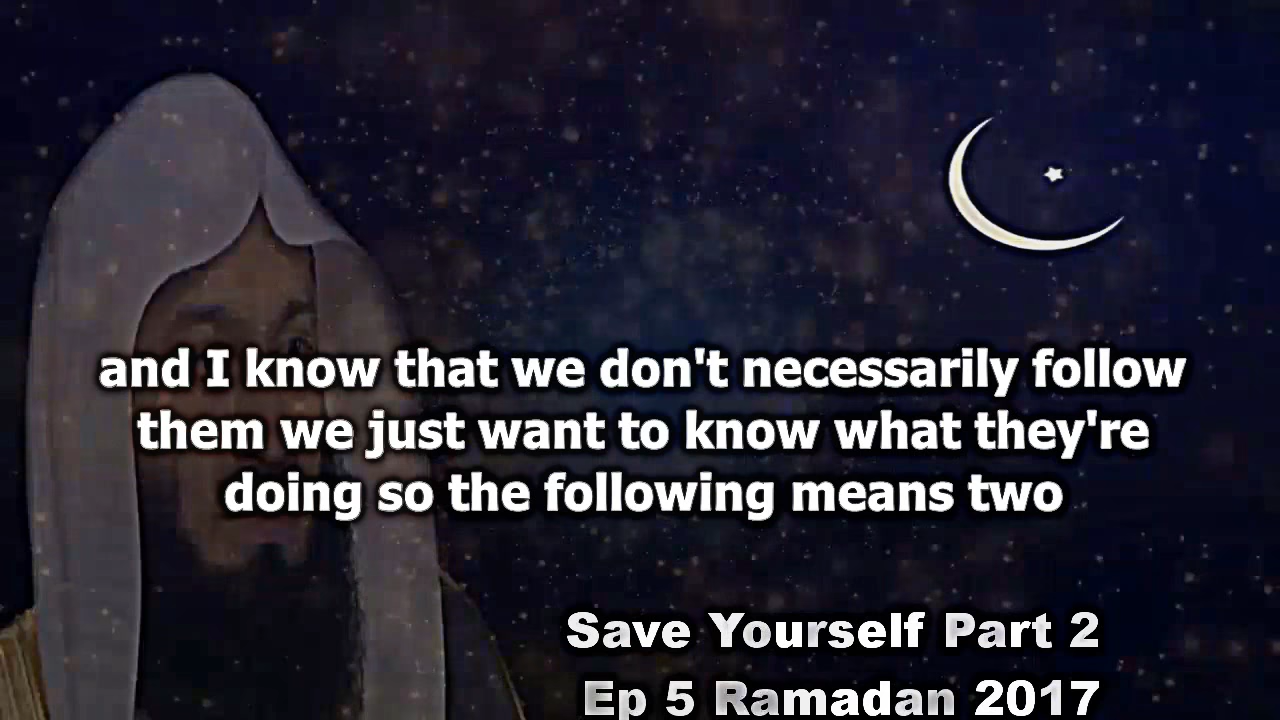 and I know that we don't necessarily follow
them we just want to know what they're
doing so the following means two
Save Yourself Part 2
Ep 5 Ramadan 2017